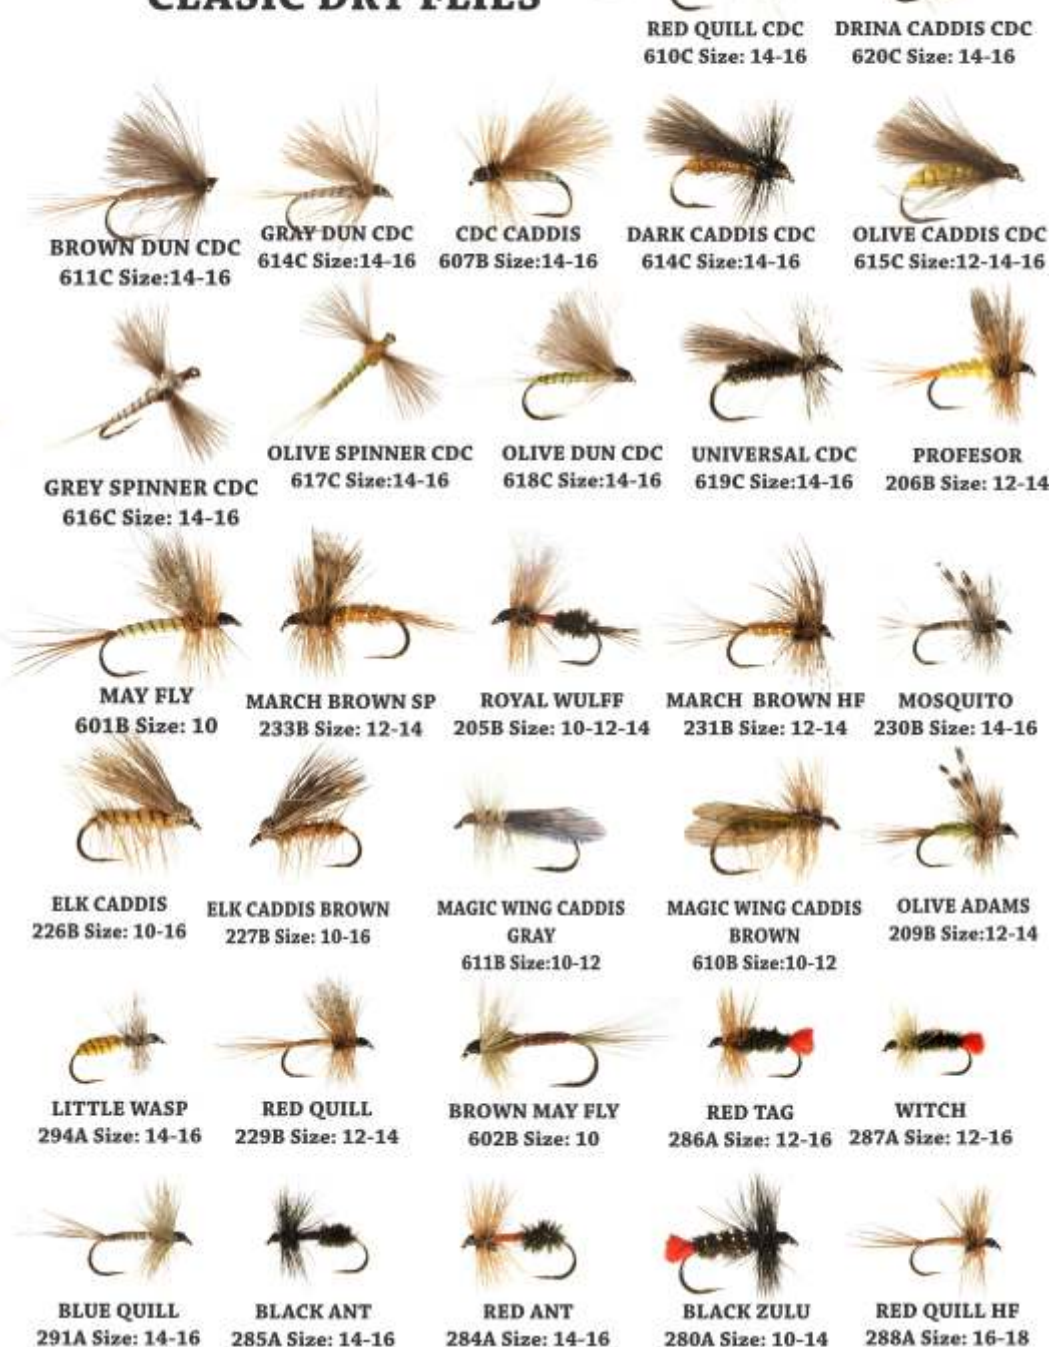 CLASIC DRY FLIES
RED QUILL CDC
610C Size: 14-16
DRINA CADDIS CDC
620C Size: 14-16
BROWN DUN CDC
611C Size:14-16
GRAY DUN CDC
614C Size:14-16
CDC CADDIS
607B Size:14-16
DARK CADDIS CDC
614C Size:14-16
OLIVE CADDIS CDC
615C Size:12-14-16
GREY SPINNER CDC
616C Size: 14-16
OLIVE SPINNER CDC
617C Size:14-16
OLIVE DUN CDC
618C Size:14-16
UNIVERSAL CDC
619C Size:14-16
PROFESOR
206B Size: 12-14
MAY FLY
601B Size: 10
MARCH BROWN SP
233B Size: 12-14
ROYAL WULFF
205B Size: 10-12-14
MARCH BROWN HF
231B Size: 12-14
MOSQUITO
230B Size: 14-16
ELK CADDIS
226B Size: 10-16
ELK CADDIS BROWN
227B Size: 10-16
MAGIC WING CADDIS
GRAY
611B Size:10-12
MAGIC WING CADDIS
BROWN
610B Size:10-12
OLIVE ADAMS
209B Size:12-14
LITTLE WASP
294A Size: 14-16
RED QUILL
229B Size: 12-14
BROWN MAY FLY
602B Size: 10
RED TAG
286A Size: 12-16
WITCH
287A Size: 12-16
BLUE QUILL
291A Size: 14-16
BLACK ANT
285A Size: 14-16
RED ANT
284A Size: 14-16
BLACK ZULU
280A Size: 10-14
RED QUILL HF
288A Size: 16-18